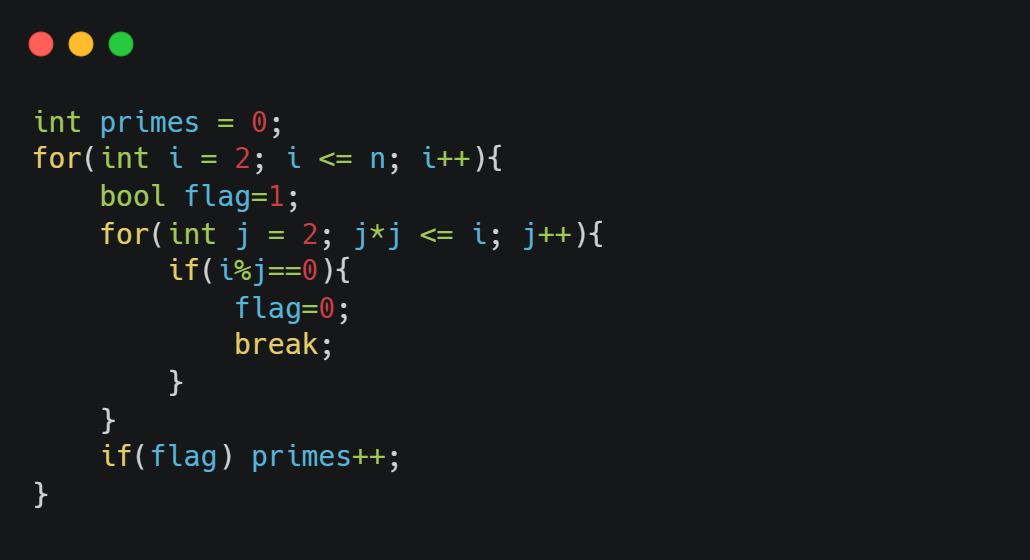 int primes = 0;
for(int i = 2; i <= n; i++){
    bool flag=1;
    for(int j = 2; j*j <= i; j++){
        if(i%j==0){
            flag=0;
            break;
        }
    }
    if(flag) primes++;
}